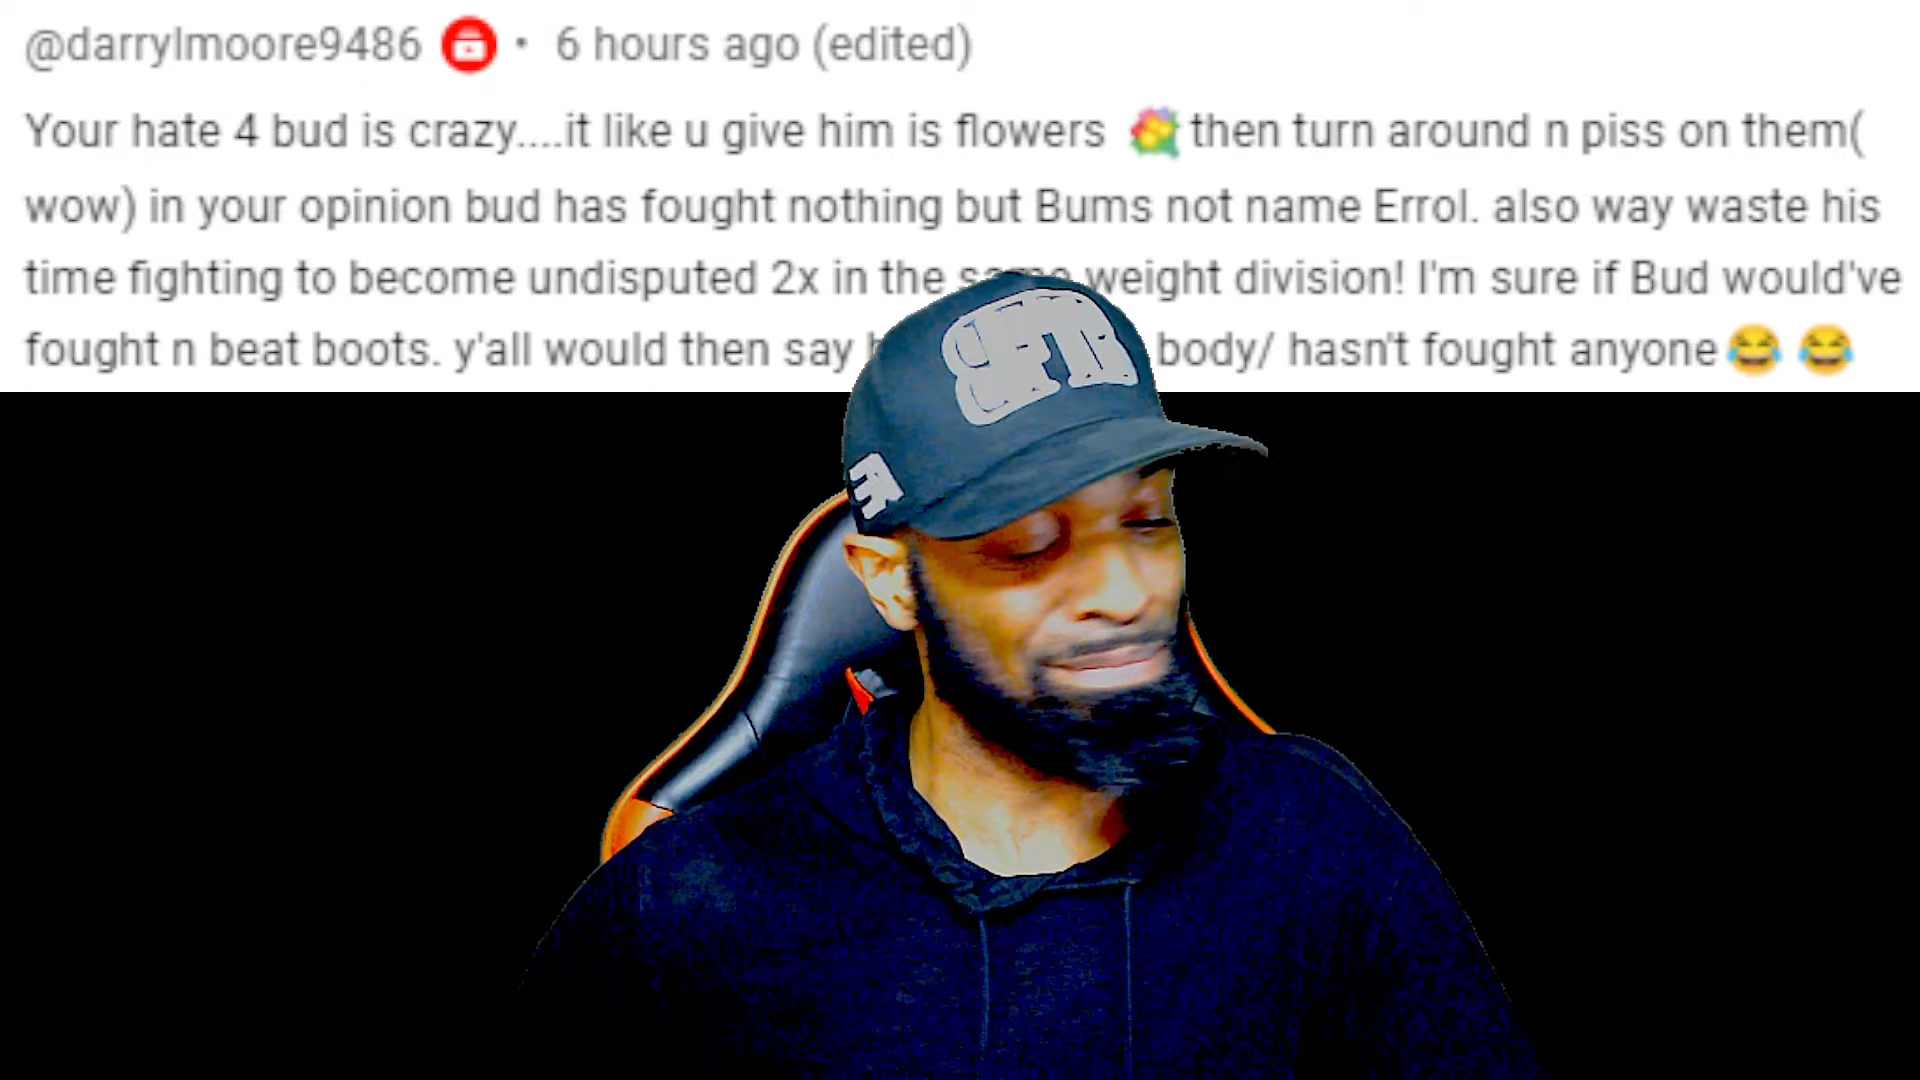 @darrylmoore9486 • 6 hours ago (edited)
Your hate 4 bud is crazy....it like u give him is flowers 💐 then turn around n piss on them(
wow) in your opinion bud has fought nothing but Bums not name Errol. also way waste his
time fighting to become undisputed 2x in the weight division! I'm sure if Bud would've
fought n beat boots. y'all would then say body/ hasn't fought anyone 😂 😂